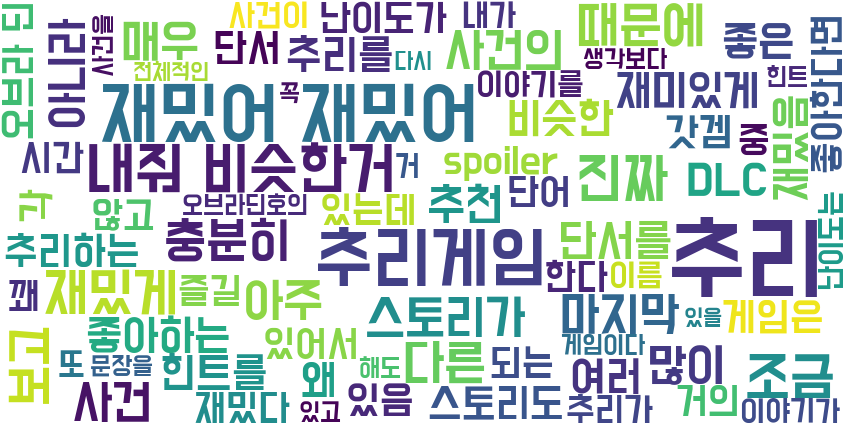 오브라 딘
아니라
사건을
매우
전체적인
단서
사건이
추리를
꼭
난이도가
다시
내가
사건의
이야기를
생각보다
때문에
재미있게
좋은
힌트
좋아한다면
재밌어 재밌어
비슷한
갓겜
중
재밌음
시간
내줘 비슷한거
거
spoiler
진짜
DLC
각
않고
오브라딘호의
있는데
추천
단어
난이도는
추리하는
충분히
추리게임
단서를
추리
꽤
재밌게
즐길
아주
한다
이름
보고
좋아하는
있어서
스토리가
마지막
있을
게임은
또
문장을
힌트를
왜
해도
다른
되는
게임이다
여러
많이
조금
사건
재밌다
있고
있음
스토리도
추리가
거의
이야기가